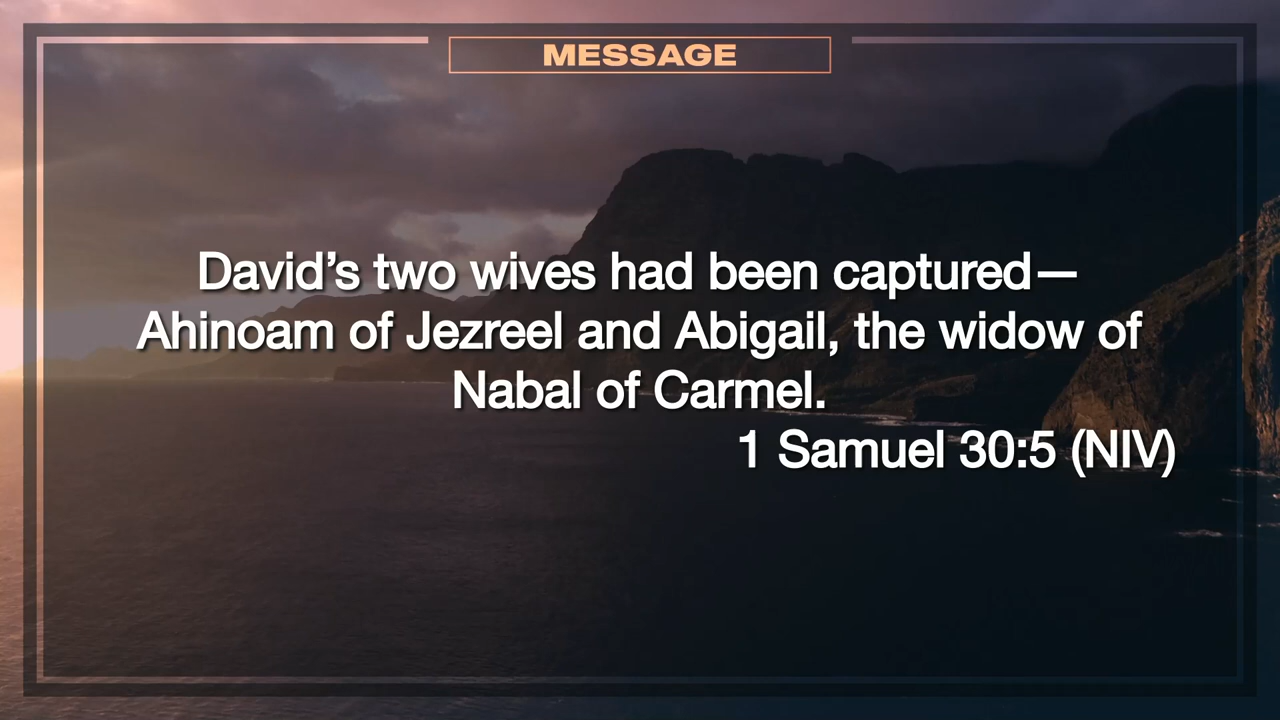 MESSAGE
David’s two wives had been captured—
Ahinoam of Jezreel and Abigail, the widow of
Nabal of Carmel.
1 Samuel 30:5 (NIV)